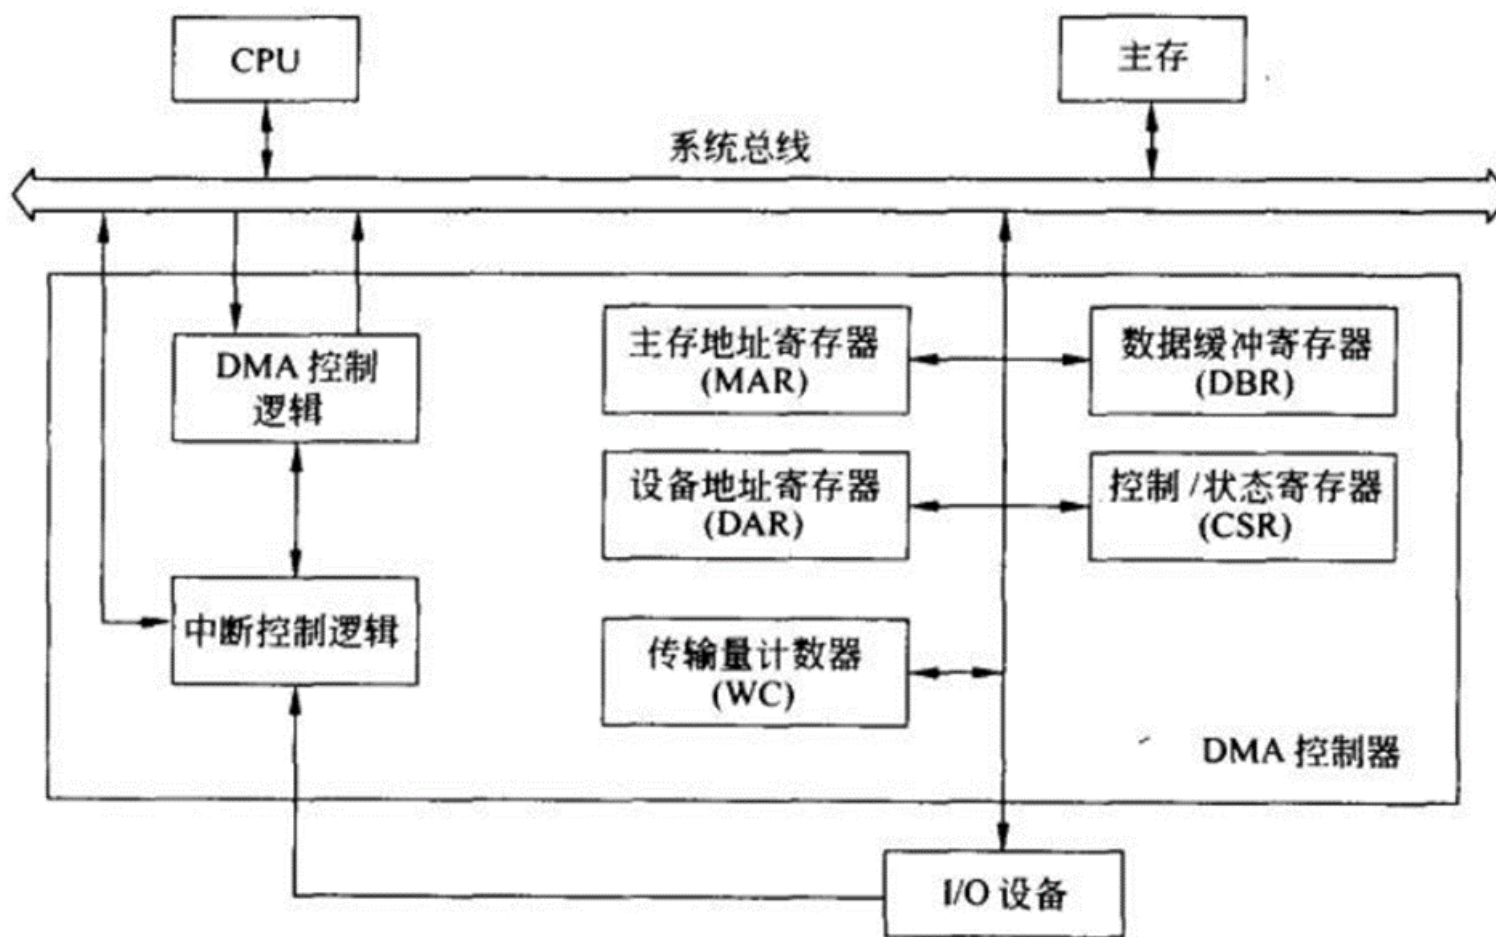 CPU
主存
系统总线
DMA 控制
逻辑
主存地址寄存器
(MAR)
数据缓冲寄存器
(DBR)
设备地址寄存器
(DAR)
控制/状态寄存器
(CSR)
中断控制逻辑
传输量计数器
(WC)
DMA 控制器
I/O 设备